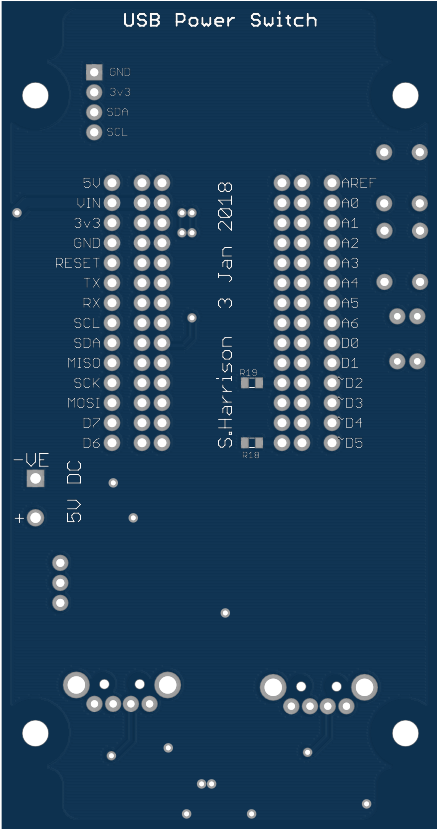 USB Power Switch
GND
3v3
SDA
SCL
5V
VIN
3v3
GND
RESET
TX
RX
SCL
SDA
MISO
SCK
MOSI
D7
D6
S.Harrison 3 Jan 2018
AREF
A0
A1
A2
A3
A4
A5
A6
D0
D1
~D2
~D3
~D4
~D5
R19
R18
-VE
+
5V DC